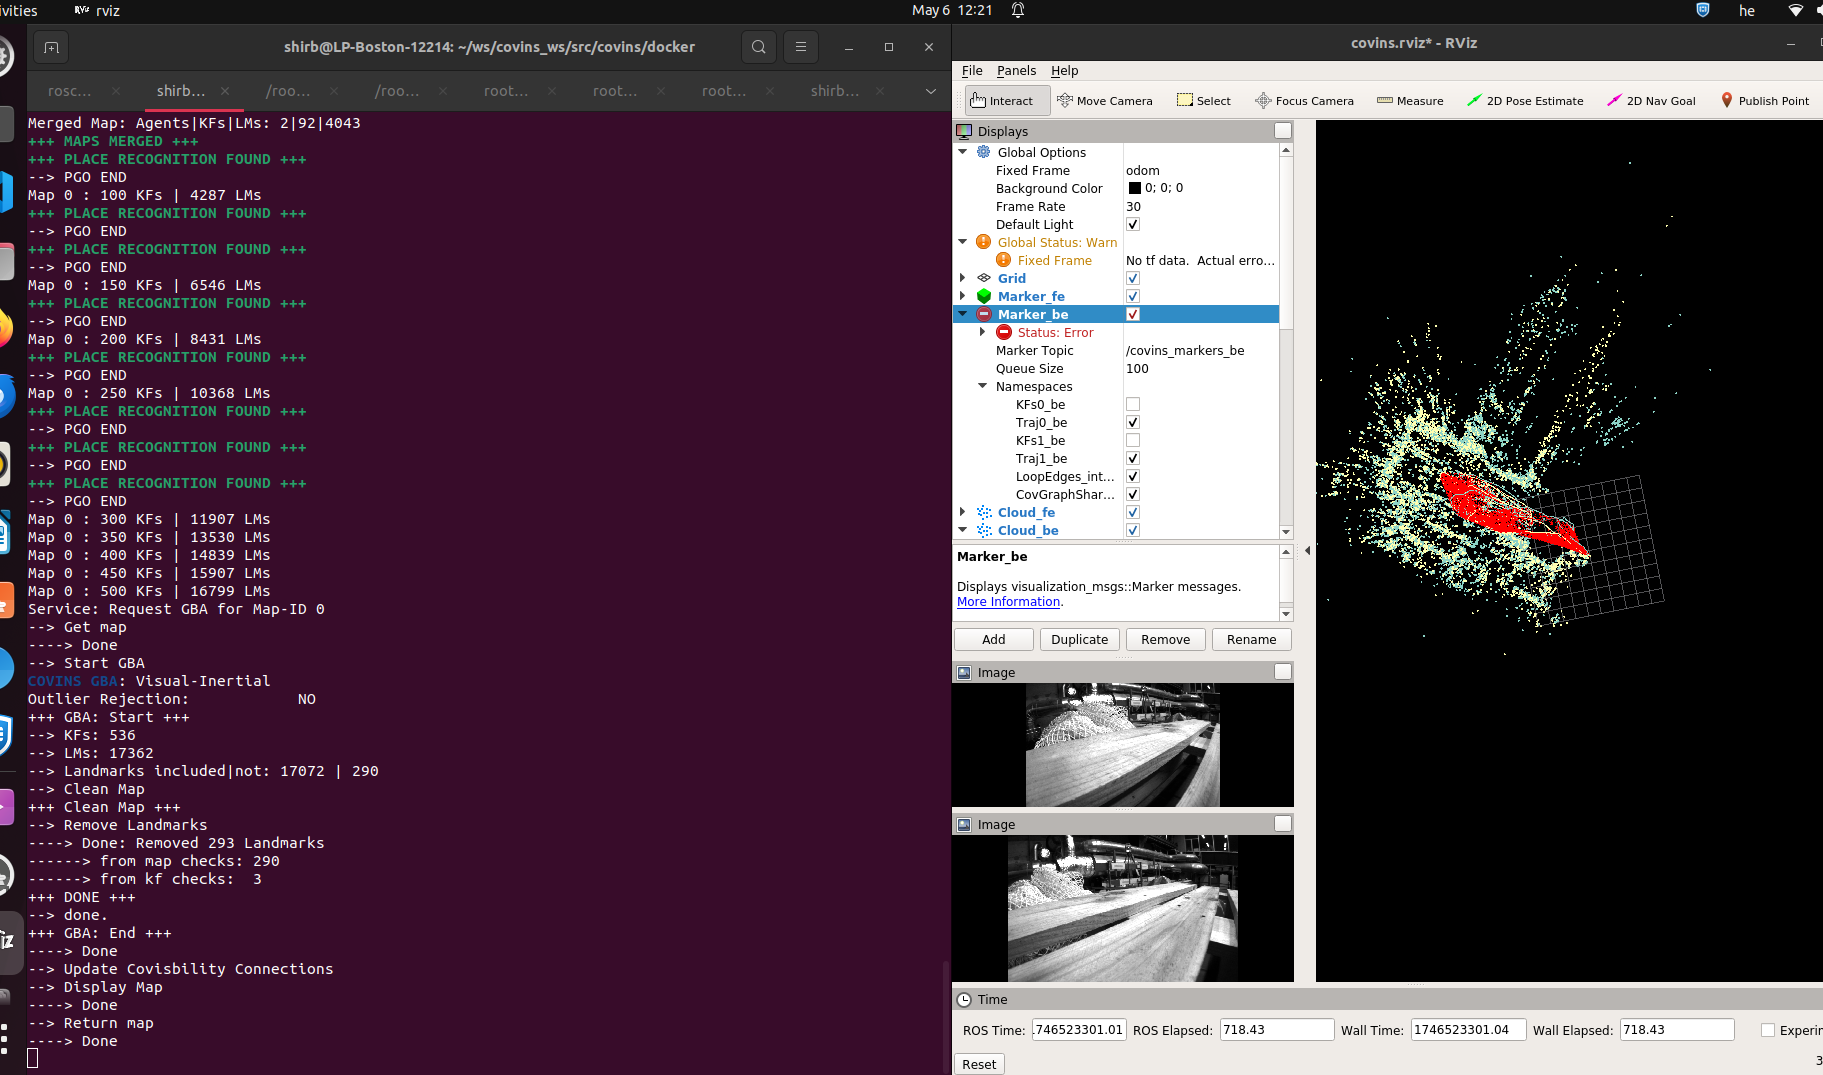 ivities
rviz
May 6 12:21
he
shirb@LP-Boston-12214: ~/ws/covins_ws/src/covins/docker
rosc...
shirb...
/roo...
/roo...
root...
root...
root...
shirb...
Merged Map: Agents|KFs|LMs: 2|92|4043
+++ MAPS MERGED +++
+++ PLACE RECOGNITION FOUND +++
--> PGO END
Map 0 : 100 KFs | 4287 LMs
+++ PLACE RECOGNITION FOUND +++
--> PGO END
+++ PLACE RECOGNITION FOUND +++
--> PGO END
Map 0 : 150 KFs | 6546 LMs
+++ PLACE RECOGNITION FOUND +++
--> PGO END
Map 0 : 200 KFs | 8431 LMs
+++ PLACE RECOGNITION FOUND +++
--> PGO END
Map 0 : 250 KFs | 10368 LMs
+++ PLACE RECOGNITION FOUND +++
--> PGO END
+++ PLACE RECOGNITION FOUND +++
--> PGO END
+++ PLACE RECOGNITION FOUND +++
--> PGO END
Map 0 : 300 KFs | 11907 LMs
Map 0 : 350 KFs | 13530 LMs
Map 0 : 400 KFs | 14839 LMs
Map 0 : 450 KFs | 15907 LMs
Map 0 : 500 KFs | 16799 LMs
Service: Request GBA for Map-ID 0
--> Get map
----> Done
--> Start GBA
COVINS GBA: Visual-Inertial
Outlier Rejection: NO
+++ GBA: Start +++
--> KFs: 536
--> LMs: 17362
--> Landmarks included|not: 17072 | 290
--> Clean Map
+++ Clean Map +++
--> Remove Landmarks
----> Done: Removed 293 Landmarks
------> from map checks: 290
------> from kf checks: 3
+++ DONE +++
--> done.
+++ GBA: End +++
----> Done
--> Update Covisbility Connections
--> Display Map
----> Done
--> Return map
----> Done
covins.rviz* - RViz
File Panels Help
Interact Move Camera Select Focus Camera Measure 2D Pose Estimate 2D Nav Goal Publish Point
Displays
Global Options
Fixed Frame odom
Background Color 0; 0; 0
Frame Rate 30
Default Light
Global Status: Warn
Fixed Frame No tf data. Actual erro...
Grid
Marker_fe
Marker_be
Status: Error
Marker Topic /covins_markers_be
Queue Size 100
Namespaces
KFs0_be
Traj0_be
KFs1_be
Traj1_be
LoopEdges_int...
CovGraphShar...
Cloud_fe
Cloud_be
Marker_be
Displays visualization_msgs::Marker messages.
More Information.
Add Duplicate Remove Rename
Image
Image
Time
ROS Time: .746523301.01 ROS Elapsed: 718.43 Wall Time: 1746523301.04 Wall Elapsed: 718.43 Experi
Reset
3